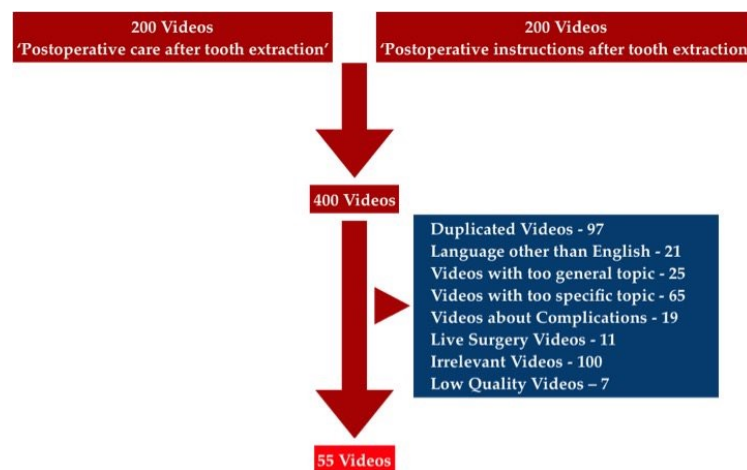 200 Videos
‘Postoperative care after tooth extraction’
200 Videos
‘Postoperative instructions after tooth extraction
400 Videos
Duplicated Videos - 97
Language other than English - 21
Videos with too general topic - 25
Videos with too specific topic - 65
Videos about Complications - 19
Live Surgery Videos - 11
Irrelevant Videos - 100
Low Quality Videos – 7
55 Videos